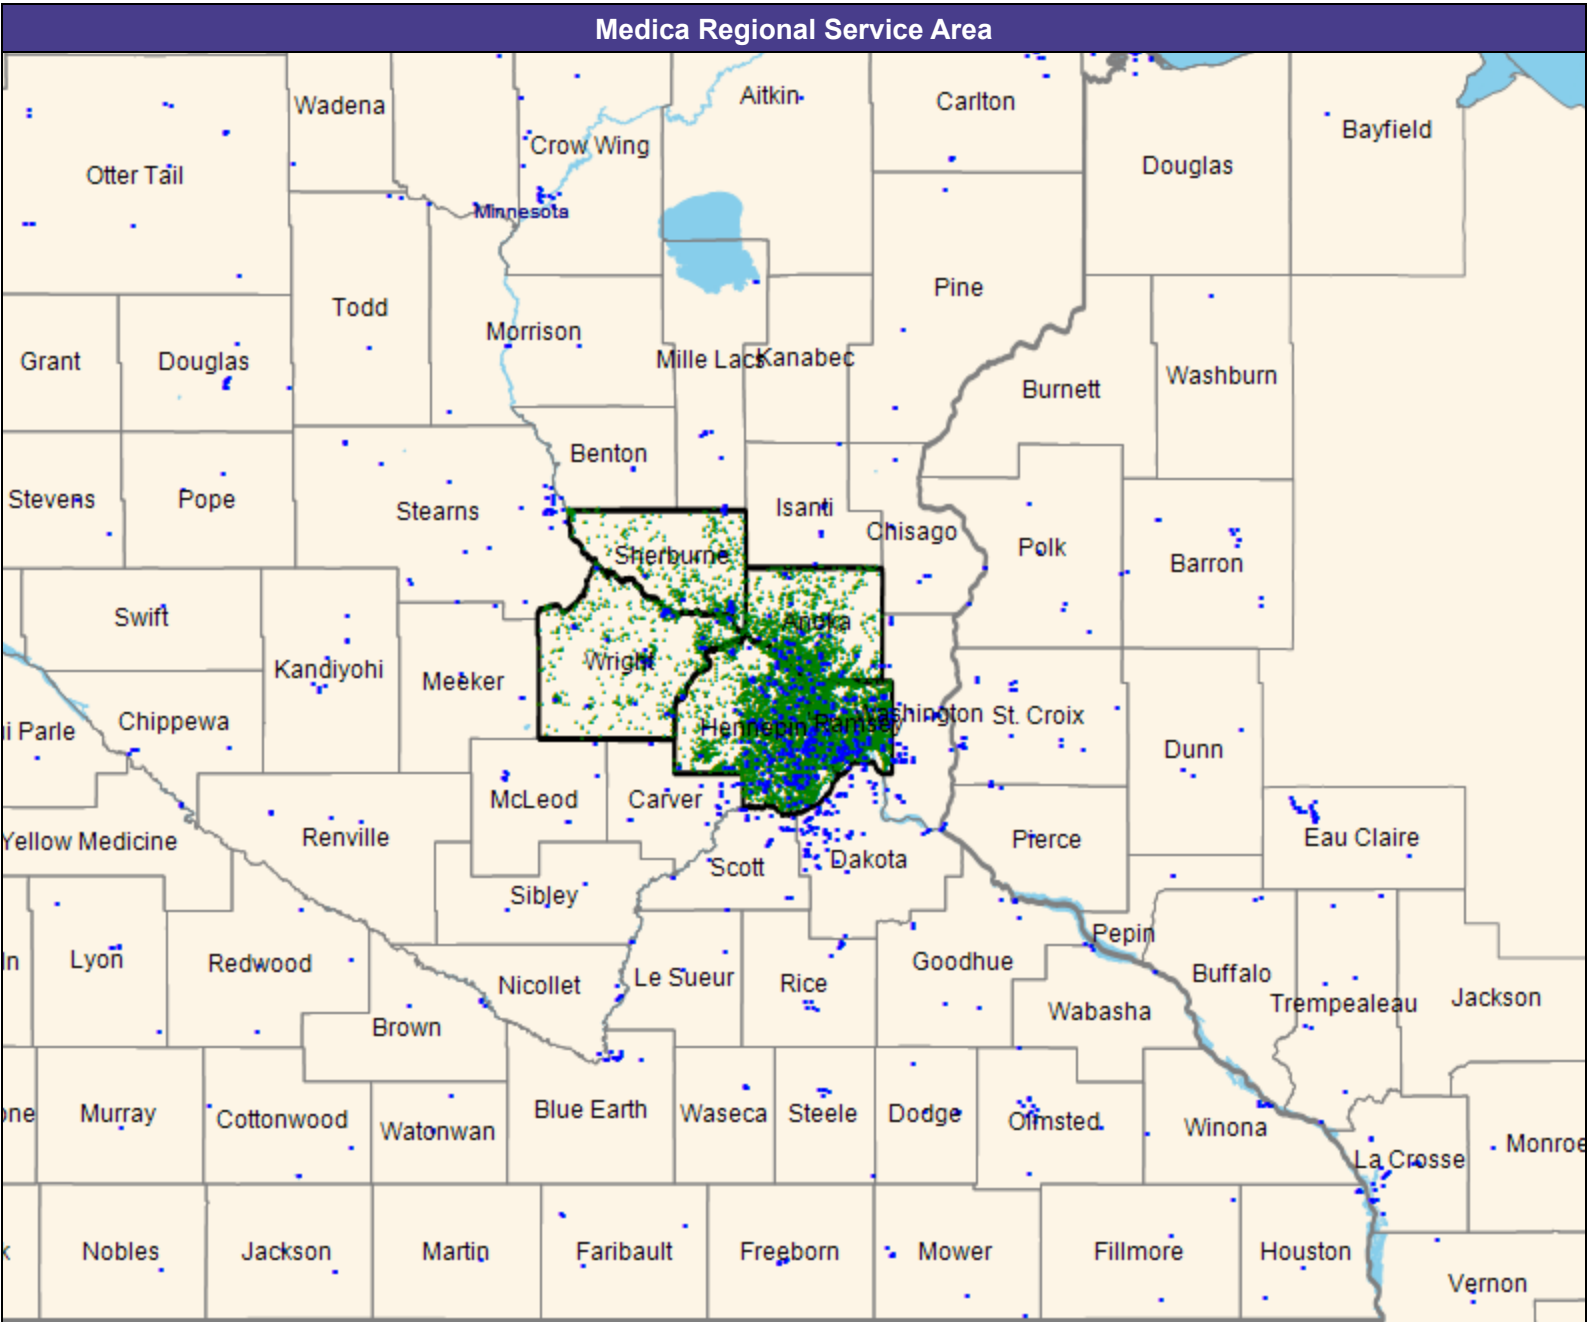 Medica Regional Service Area
Wadena
Aitkin
Carlton
Bayfield
Crow Wing
Douglas
Otter Tail
Minnesota
Pine
Todd
Morrison
Grant
Douglas
Mille Lacs
Kanabec
Burnett
Washburn
Benton
Stevens
Pope
Stearns
Isanti
Chisago
Polk
Barron
Sherburne
Swift
Anoka
Kandiyohi
Meeker
Wright
Hennepin
Ramsey
Washington
St. Croix
i Parle
Chippewa
Dunn
McLeod
Carver
Yellow Medicine
Renville
Pierce
Eau Claire
Scott
Dakota
Sibley
ln
Lyon
Redwood
Nicollet
Le Sueur
Rice
Goodhue
Pepin
Buffalo
Trempealeau
Jackson
Brown
Wabasha
ne
Murray
Cottonwood
Watonwan
Blue Earth
Waseca
Steele
Dodge
Olmsted
Winona
La Crosse
Monroe
k
Nobles
Jackson
Martin
Faribault
Freeborn
Mower
Fillmore
Houston
Vernon